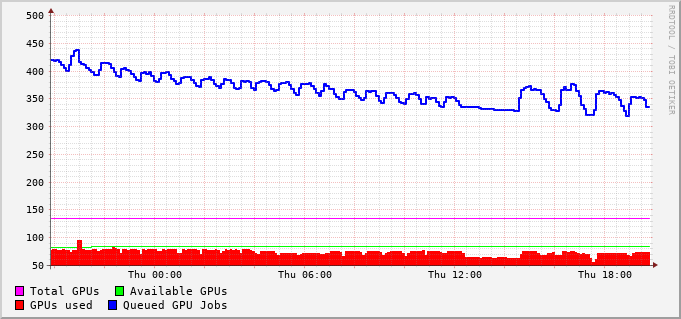 500
450
400
350
300
250
200
150
100
50
Thu 00:00 Thu 06:00 Thu 12:00 Thu 18:00
Total GPUs Available GPUs
GPUs used Queued GPU Jobs
RRDTOOL / TOBI OETIKER